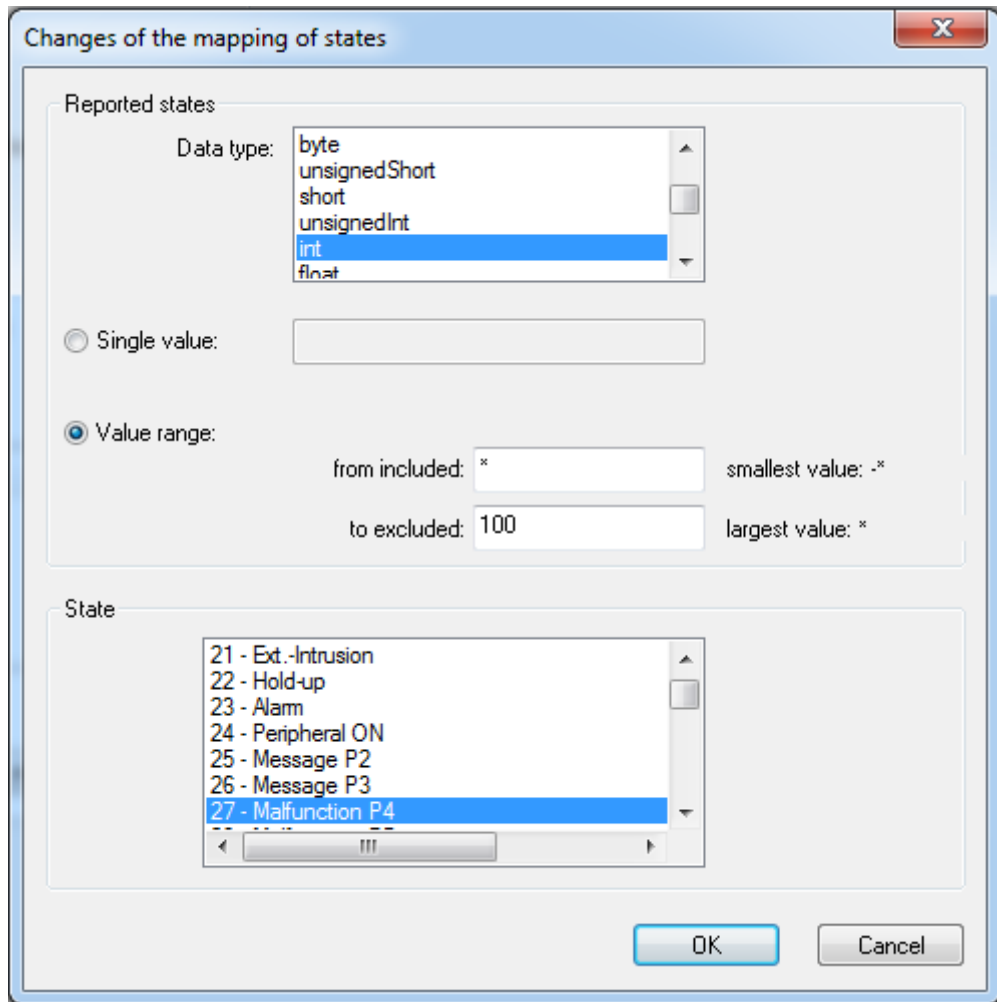 Changes of the mapping of states
Reported states
Data type:
byte
unsignedShort
short
unsignedInt
int
float
Single value:
Value range:
from included: * smallest value: -*
to excluded: 100 largest value: *
State
21 - Ext.-Intrusion
22 - Hold-up
23 - Alarm
24 - Peripheral ON
25 - Message P2
26 - Message P3
27 - Malfunction P4
OK Cancel